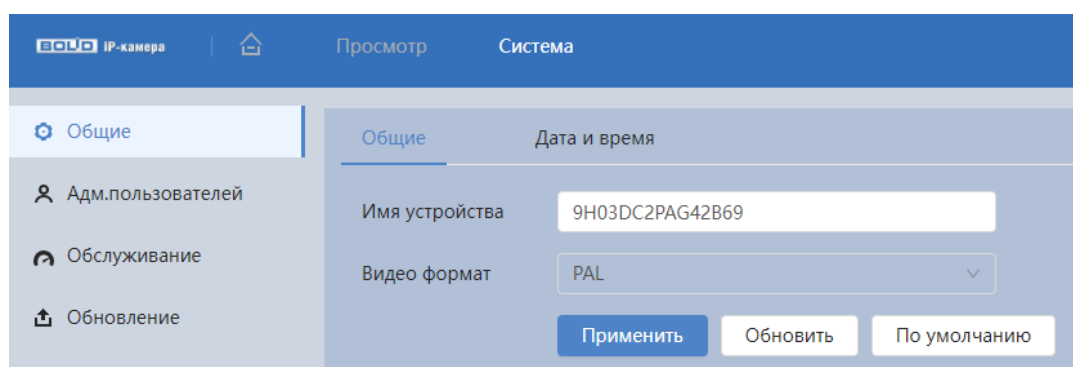 BOLID IP-камера Просмотр Система
Общие
Адм.пользователей
Обслуживание
Обновление
Общие Дата и время
Имя устройства 9H03DC2PAG42B69
Видео формат PAL
Применить Обновить По умолчанию